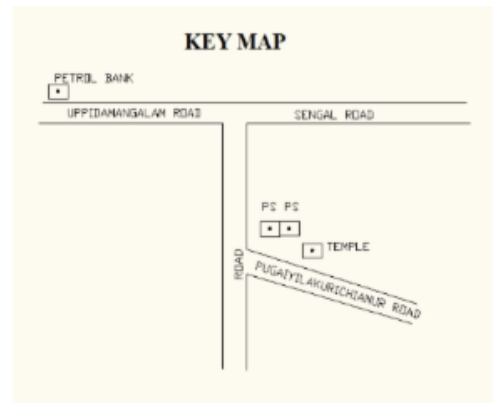 KEY MAP
PETROL BANK
UPPIDAMANGALAM ROAD
SENGAL ROAD
PS PS
TEMPLE
ROAD
PUGAIYILAKURICHIANUR ROAD